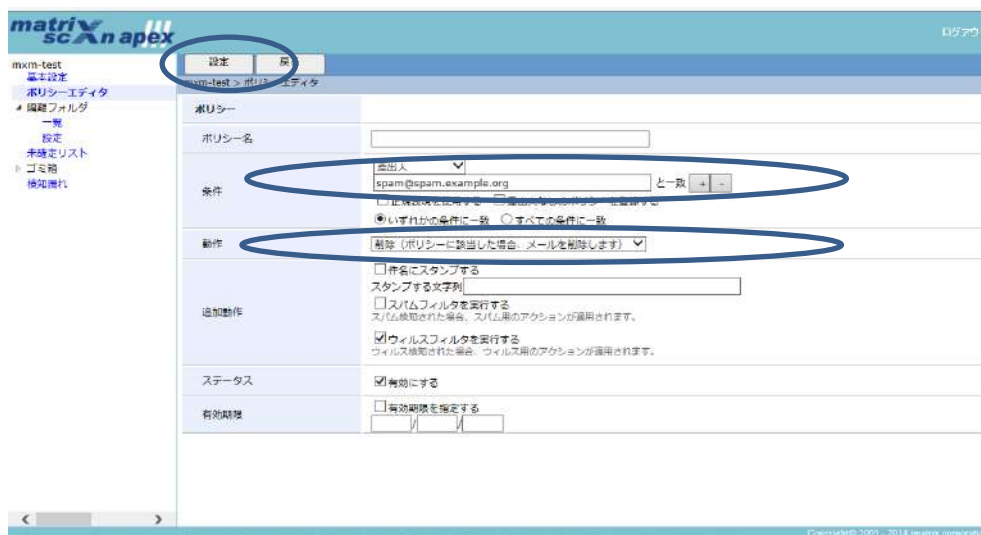 matrix
scan apex
ログアウ
mxm-test
基本設定
ポリシーエディタ
隔離フォルダ
一覧
設定
未確定リスト
ゴミ箱
検知漏れ
設定
戻
mxm-test > ポリシーエディタ
ポリシー
ポリシー名
条件
差出人
spam@spam.example.org と一致 + -
正規表現を使用する
いずれかの条件に一致 すべての条件に一致
動作
削除（ポリシーに該当した場合、メールを削除します）
追加動作
件名にスタンプする
スタンプする文字列
スパムフィルタを実行する
スパム検知された場合、スパム用のアクションが適用されます。
ウィルスフィルタを実行する
ウィルス検知された場合、ウィルス用のアクションが適用されます。
ステータス
有効にする
有効期限
有効期限を指定する
/ /